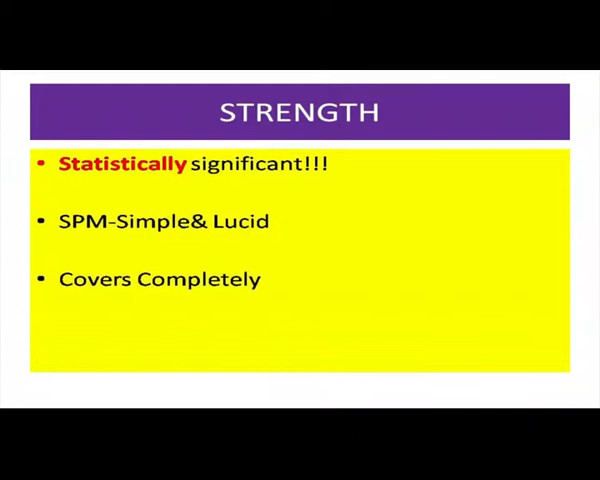 STRENGTH
• Statistically significant!!!
• SPM-Simple& Lucid
• Covers Completely